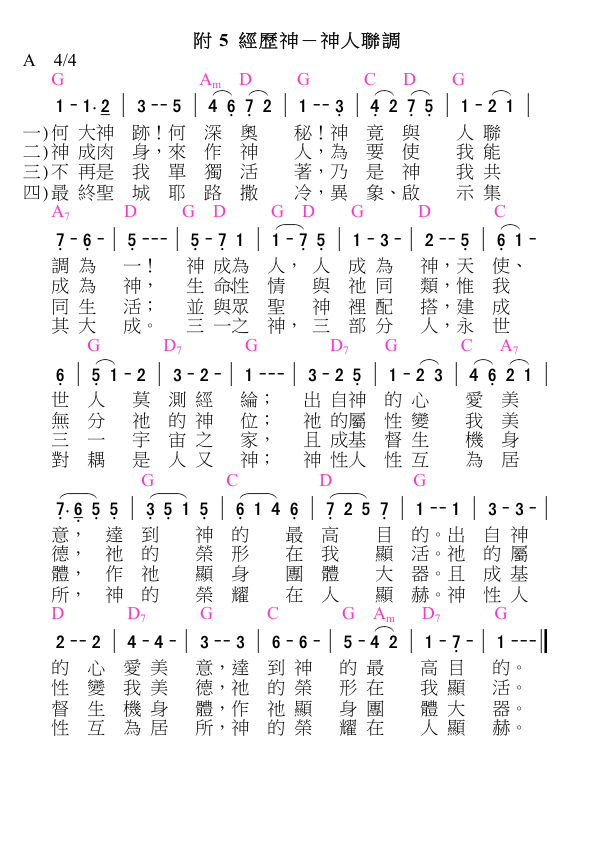 附 5 經歷神－神人聯調
A 4/4
G Am D G C D G
1 - 1· 2 | 3 - - 5 | 4 6 7 2 | 1 - - 3 | 4 2 7 5 | 1 - 2 1 |
一)何 大神 跡！何 深 奧 秘！神 竟 與 人 聯
二)神 成肉 身，來 作 神 人，為 要 使 我 能
三)不 再是 我 單 獨 活 著，乃 是 神 我 共
四)最 終聖 城 耶 路 撒 冷，異 象、啟 示 集
A7 D G D G D G D C
7 - 6 - | 5 - - - | 5 - 7 1 | 1 - 7 5 | 1 - 3 - | 2 - - 5 | 6 1 -
調 為 一！ 神 成為 人， 人 成 為 神，天 使、
成 為 神， 生 命性 情 與 祂 同 類，惟 我
同 生 活； 並 與眾 聖 神 裡 配 搭，建 成
其 大 成。 三 一之 神，三 部 分 人，永 世
G D7 G D7 G C A7
6 | 5 1 - 2 | 3 - 2 - | 1 - - - | 3 - 2 5 | 1 - 2 3 | 4 6 2 1 |
世 人 莫 測 經 綸； 出 自神 的 心 愛 美
無 分 祂 的 神 位； 祂 的屬 性 變 我 美
三 一 宇 宙 之 家， 且 成基 督 生 機 身
對 耦 是 人 又 神； 神 性人 性 互 為 居
G C D G
7· 6 5 5 | 3 5 1 5 | 6 1 4 6 | 7 2 5 7 | 1 - - 1 | 3 - 3 - |
意， 達 到 神 的 最 高 目 的。出 自 神
德， 祂 的 榮 形 在 我 顯 活。祂 的 屬
體， 作 祂 顯 身 團 體 大 器。且 成 基
所， 神 的 榮 耀 在 人 顯 赫。神 性 人
D D7 G C G Am D7 G
2 - - 2 | 4 - 4 - | 3 - - 3 | 6 - 6 - | 5 - 4 2 | 1 - 7 - | 1 - - - ‖
的 心 愛 美 意，達 到 神 的 最 高 目 的。
性 變 我 美 德，祂 的 榮 形 在 我 顯 活。
督 生 機 身 體，作 祂 顯 身 團 體 大 器。
性 互 為 居 所，神 的 榮 耀 在 人 顯 赫。